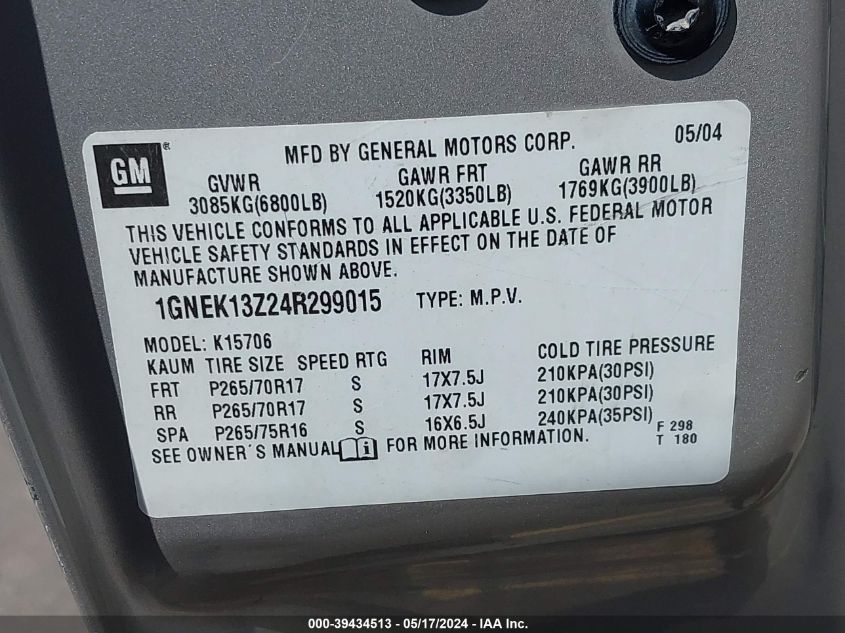 GM®
MFD BY GENERAL MOTORS CORP. 05/04
GVWR GAWR FRT GAWR RR
3085KG(6800LB) 1520KG(3350LB) 1769KG(3900LB)
THIS VEHICLE CONFORMS TO ALL APPLICABLE U.S. FEDERAL MOTOR
VEHICLE SAFETY STANDARDS IN EFFECT ON THE DATE OF
MANUFACTURE SHOWN ABOVE.
1GNEK13Z24R299015 TYPE: M.P.V.
MODEL: K15706
KAUM TIRE SIZE SPEED RTG RIM COLD TIRE PRESSURE
FRT P265/70R17 S 17X7.5J 210KPA(30PSI)
RR P265/70R17 S 17X7.5J 210KPA(30PSI)
SPA P265/75R16 S 16X6.5J 240KPA(35PSI)
SEE OWNER´S MANUAL i FOR MORE INFORMATION.
F 298
T 180
000-39434513 - 05/17/2024 - IAA Inc.